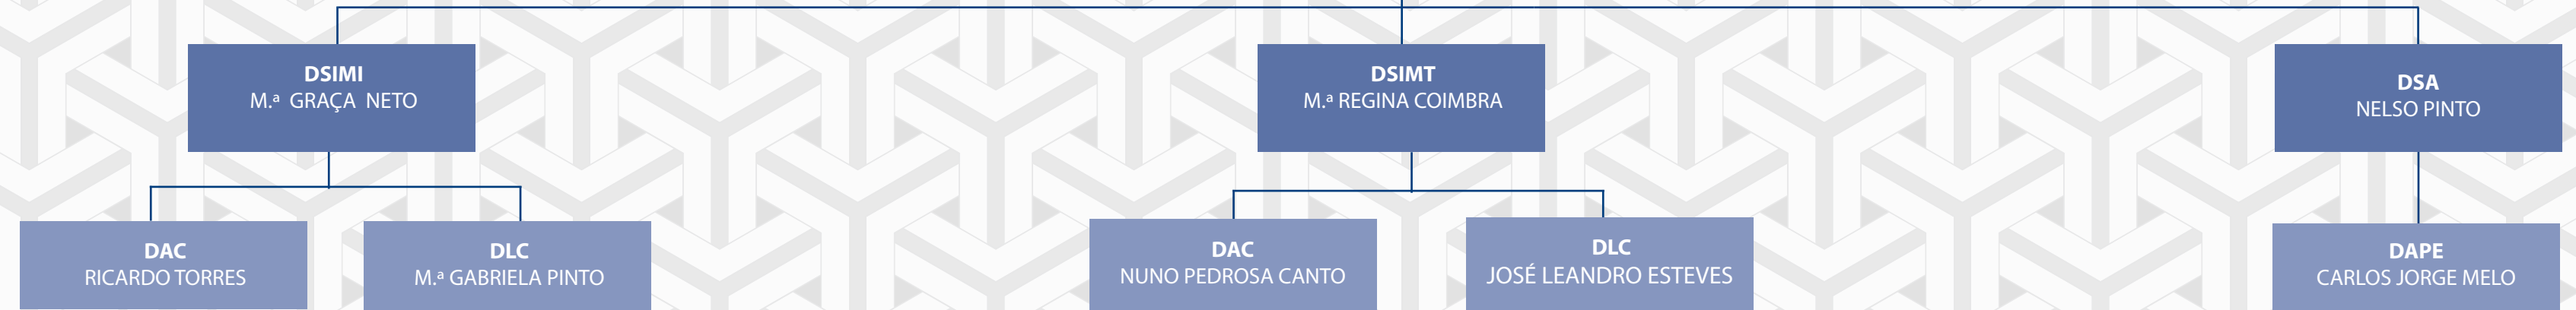 DSIMI
M.ª GRAÇA NETO
DSIMT
M.ª REGINA COIMBRA
DSA
NELSO PINTO
DAC
RICARDO TORRES
DLC
M.ª GABRIELA PINTO
DAC
NUNO PEDROSA CANTO
DLC
JOSÉ LEANDRO ESTEVES
DAPE
CARLOS JORGE MELO